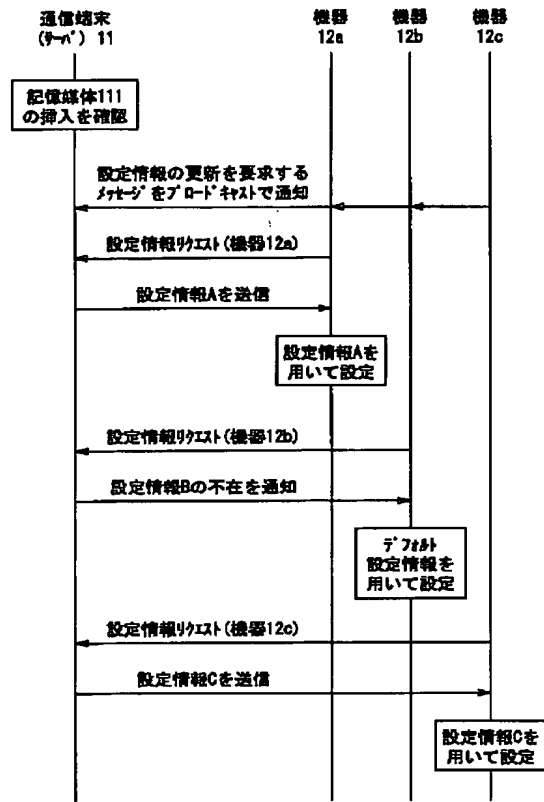 通信端末
(ｻｰﾊﾞ) 11
機器
12a
機器
12b
機器
12c
記憶媒体111
の挿入を確認
設定情報の更新を要求する
ﾒｯｾｰｼﾞをﾌﾞﾛｰﾄﾞｷｬｽﾄで通知
設定情報ﾘｸｴｽﾄ(機器12a)
設定情報Aを送信
設定情報Aを
用いて設定
設定情報ﾘｸｴｽﾄ(機器12b)
設定情報Bの不在を通知
ﾃﾞﾌｫﾙﾄ
設定情報を
用いて設定
設定情報ﾘｸｴｽﾄ(機器12c)
設定情報Cを送信
設定情報Cを
用いて設定